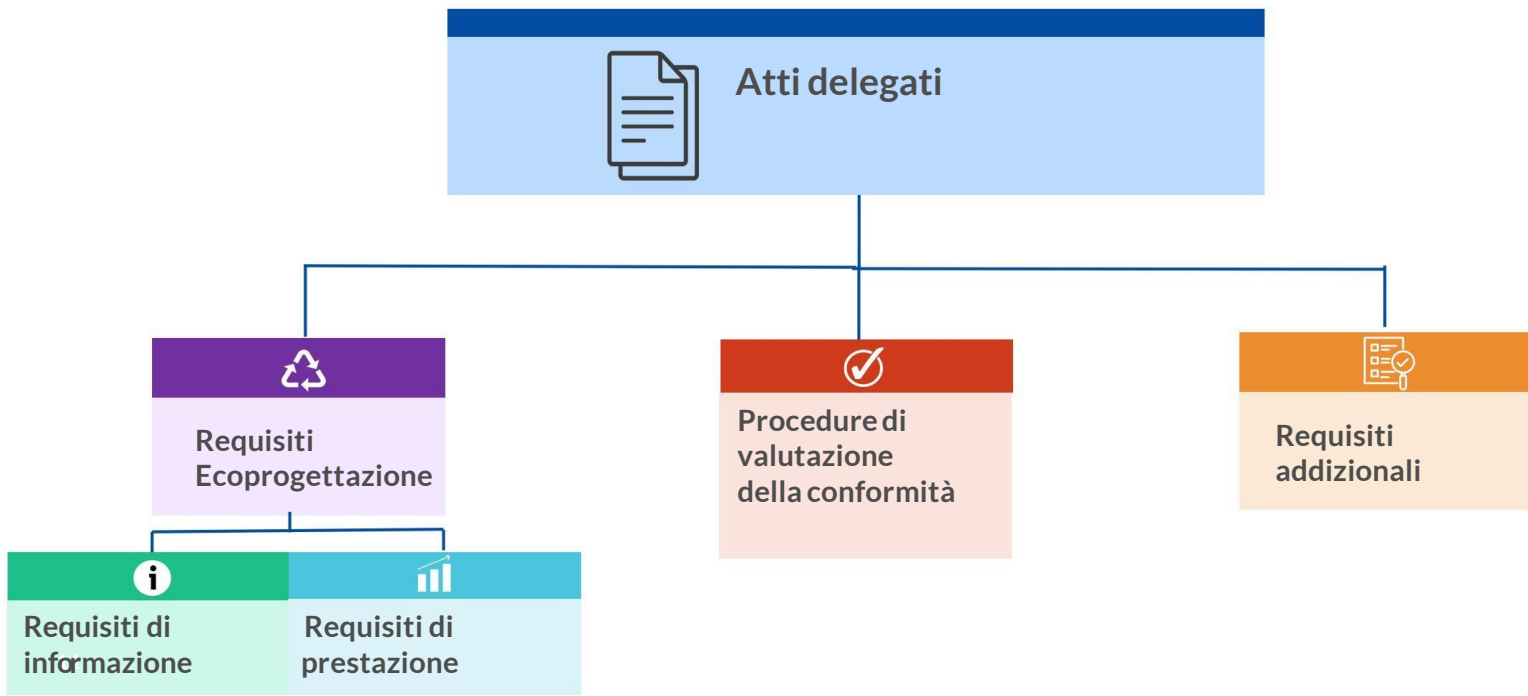 Atti delegati
Requisiti
Ecoprogettazione
Procedure di
valutazione
della conformità
Requisiti
addizionali
Requisiti di
informazione
Requisiti di
prestazione